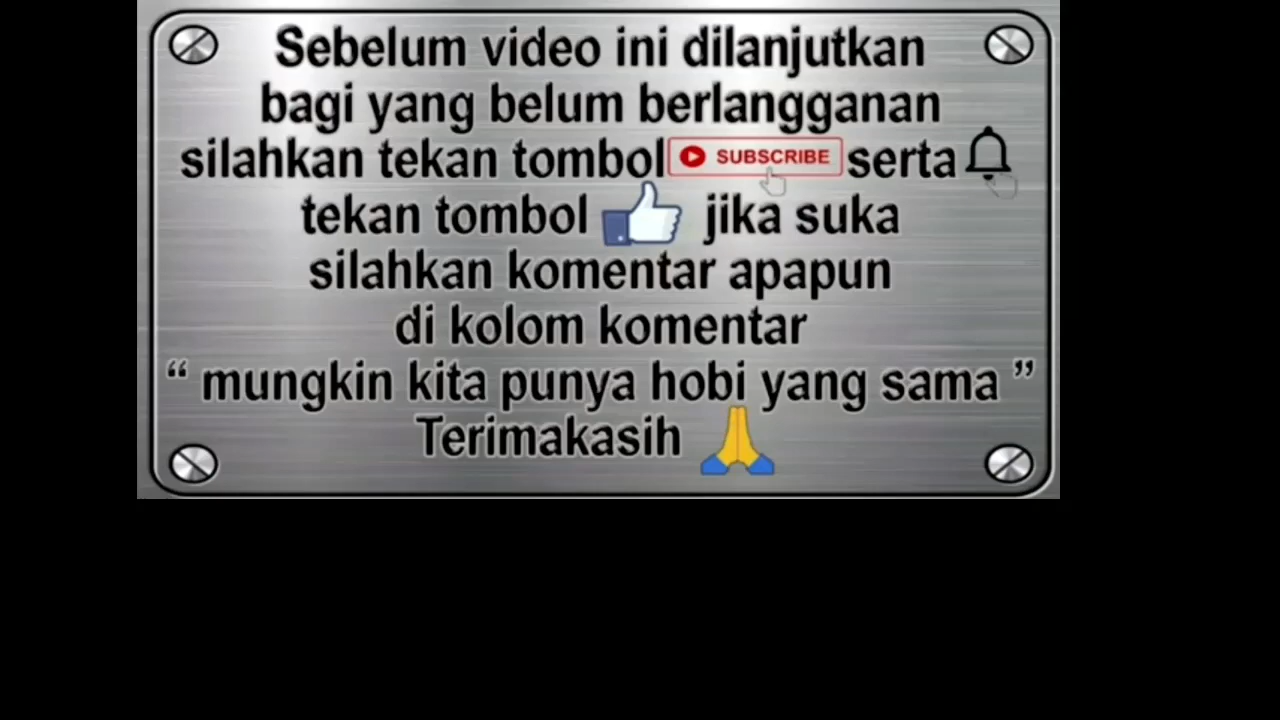 Sebelum video ini dilanjutkan
bagi yang belum berlangganan
silahkan tekan tombol SUBSCRIBE serta
tekan tombol jika suka
silahkan komentar apapun
di kolom komentar
“ mungkin kita punya hobi yang sama ”
Terimakasih